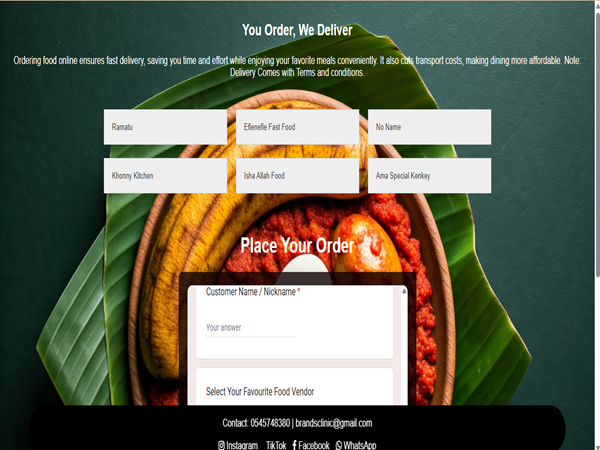 You Order, We Deliver
Ordering food online ensures fast delivery, saving you time and effort while enjoying your favorite meals conveniently. It also cuts transport costs, making dining more affordable. Note:
Delivery Comes with Terms and conditions.
Ramatu
Efienefie Fast Food
No Name
Khonny Kitchen
Isha Allah Food
Ama Special Kenkey
Place Your Order
Customer Name / Nickname *
Your answer
Select Your Favourite Food Vendor
Contact: 0545748380 | brandsclinic@gmail.com
Instagram TikTok Facebook WhatsApp